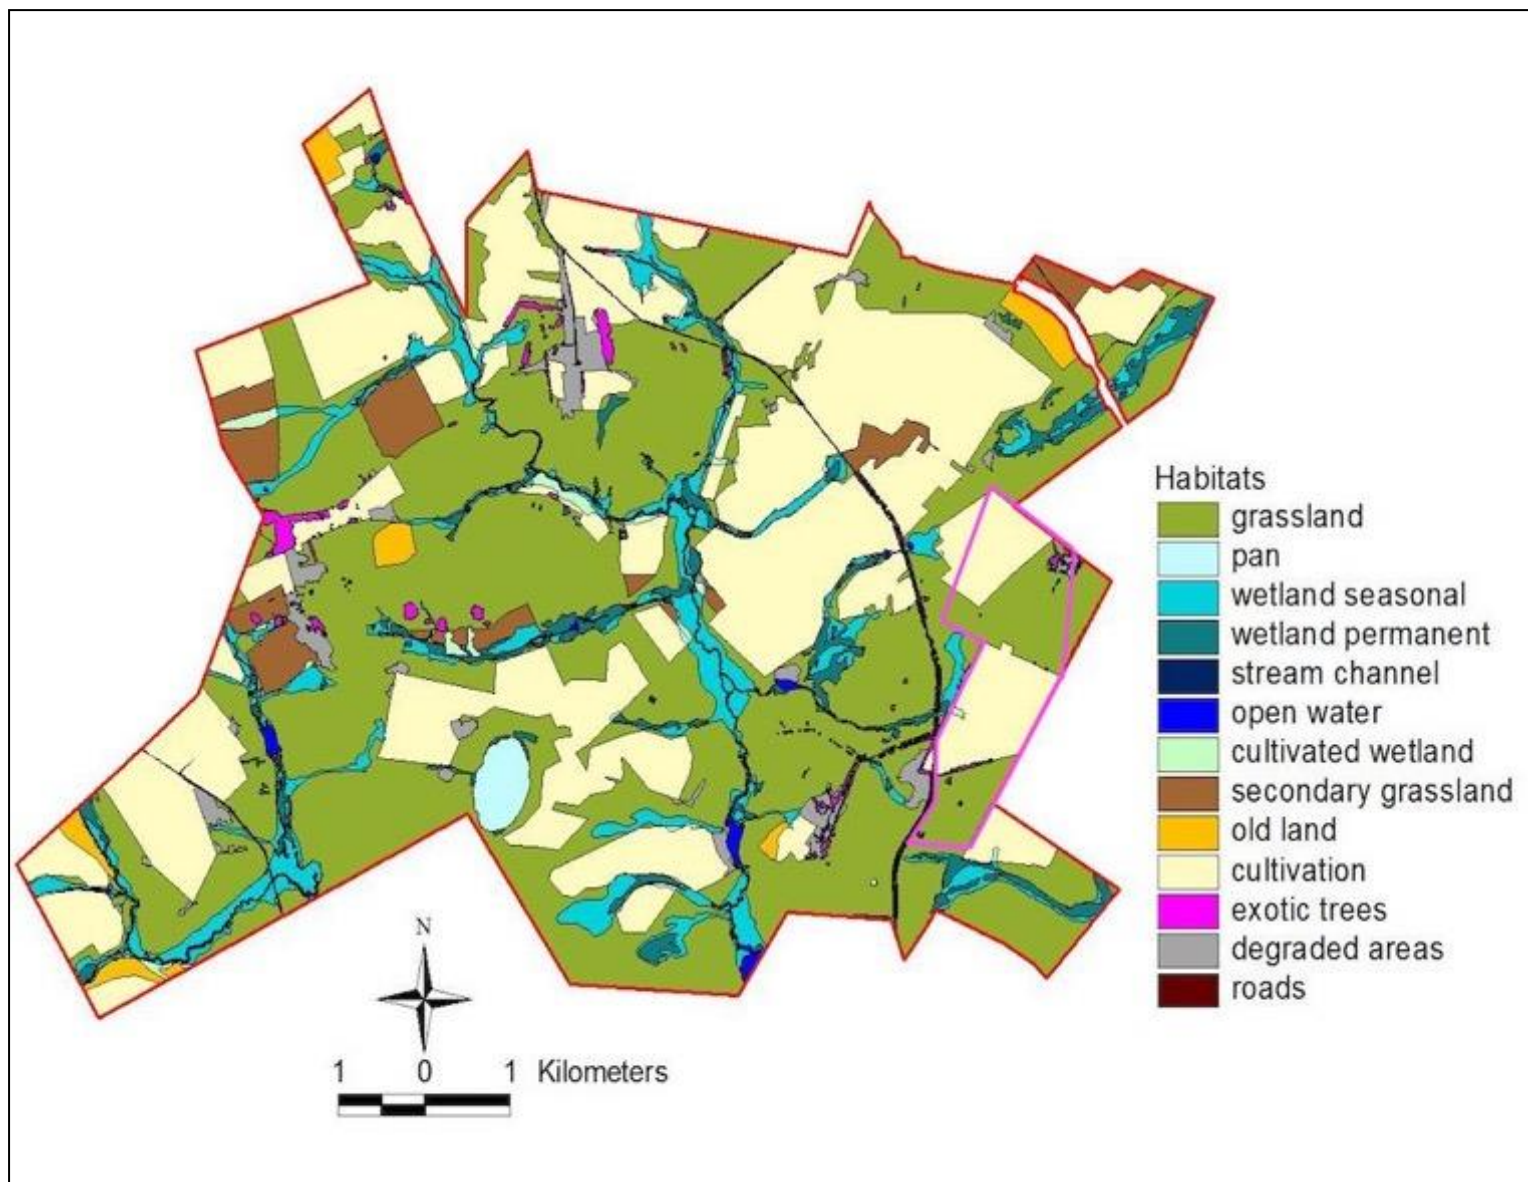 Habitats
grassland
pan
wetland seasonal
wetland permanent
stream channel
open water
cultivated wetland
secondary grassland
old land
cultivation
exotic trees
degraded areas
roads
N
1 0 1 Kilometers